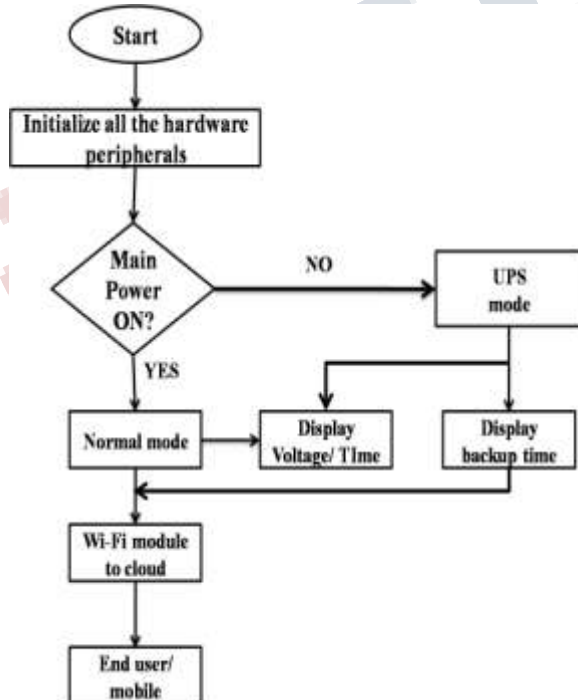 Start
Initialize all the hardware
peripherals
Main
Power
ON?
NO
UPS
mode
YES
Normal mode
Display
Voltage/ TIme
Display
backup time
Wi-Fi module
to cloud
End user/
mobile